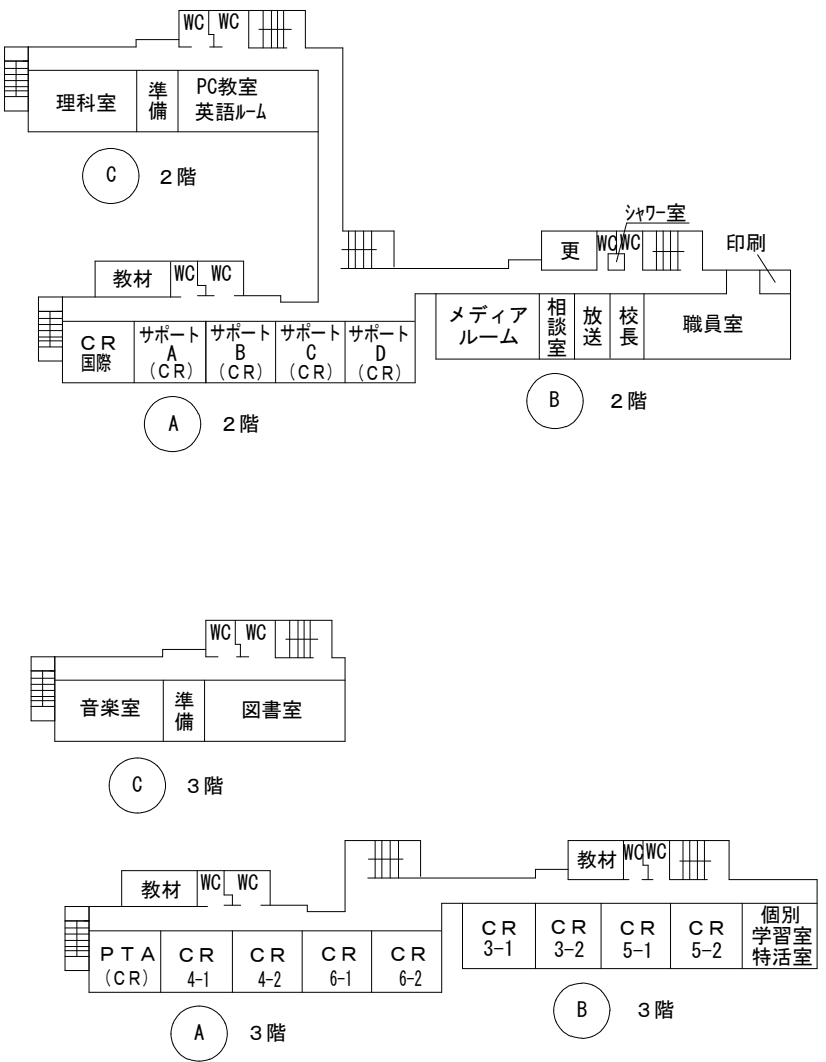 WC WC
理科室
準備
PC教室
英語ルーム
C
２階
シャワー室
教材
WC WC
更
WC WC
印刷
ＣＲ
国際
サポート
A
（ＣＲ）
サポート
B
（ＣＲ）
サポート
C
（ＣＲ）
サポート
D
（ＣＲ）
メディア
ルーム
相談室
放送
校長
職員室
A
２階
B
２階
WC WC
音楽室
準備
図書室
C
３階
教材
WC WC
教材
WC WC
ＰＴＡ
（ＣＲ）
ＣＲ
4-1
ＣＲ
4-2
ＣＲ
6-1
ＣＲ
6-2
ＣＲ
3-1
ＣＲ
3-2
ＣＲ
5-1
ＣＲ
5-2
個別
学習室
特活室
A
３階
B
３階